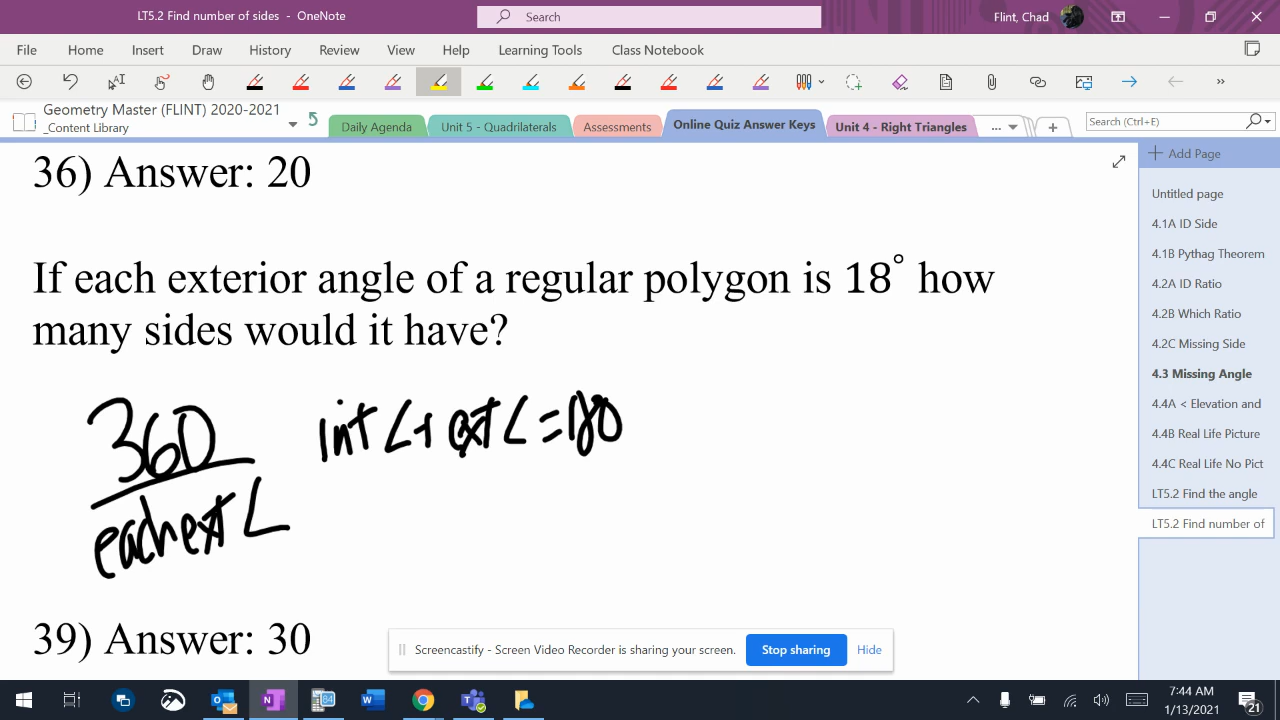 LT5.2 Find number of sides - OneNote
Search
Flint, Chad
File Home Insert Draw History Review View Help Learning Tools Class Notebook
Geometry Master (FLINT) 2020-2021
_Content Library
Daily Agenda
Unit 5 - Quadrilaterals
Assessments
Online Quiz Answer Keys
Unit 4 - Right Triangles
...
Search (Ctrl+E)
Add Page
Untitled page
4.1A ID Side
4.1B Pythag Theorem
4.2A ID Ratio
4.2B Which Ratio
4.2C Missing Side
4.3 Missing Angle
4.4A < Elevation and
4.4B Real Life Picture
4.4C Real Life No Pict
LT5.2 Find the angle
LT5.2 Find number of
36) Answer: 20
If each exterior angle of a regular polygon is 18° how
many sides would it have?
360
each ext ∠
int ∠ + ext ∠ = 180
39) Answer: 30
Screencastify - Screen Video Recorder is sharing your screen.
Stop sharing
Hide
7:44 AM
1/13/2021
21